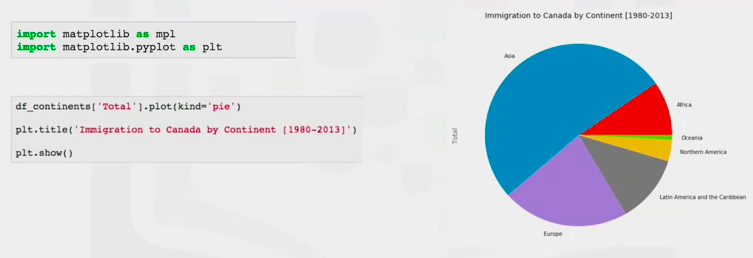 import matplotlib as mpl
import matplotlib.pyplot as plt
df_continents['Total'].plot(kind='pie')
plt.title('Immigration to Canada by Continent [1980-2013]')
plt.show()
Immigration to Canada by Continent [1980-2013]
Asia
Africa
Total
Oceania
Northern America
Latin America and the Caribbean
Europe